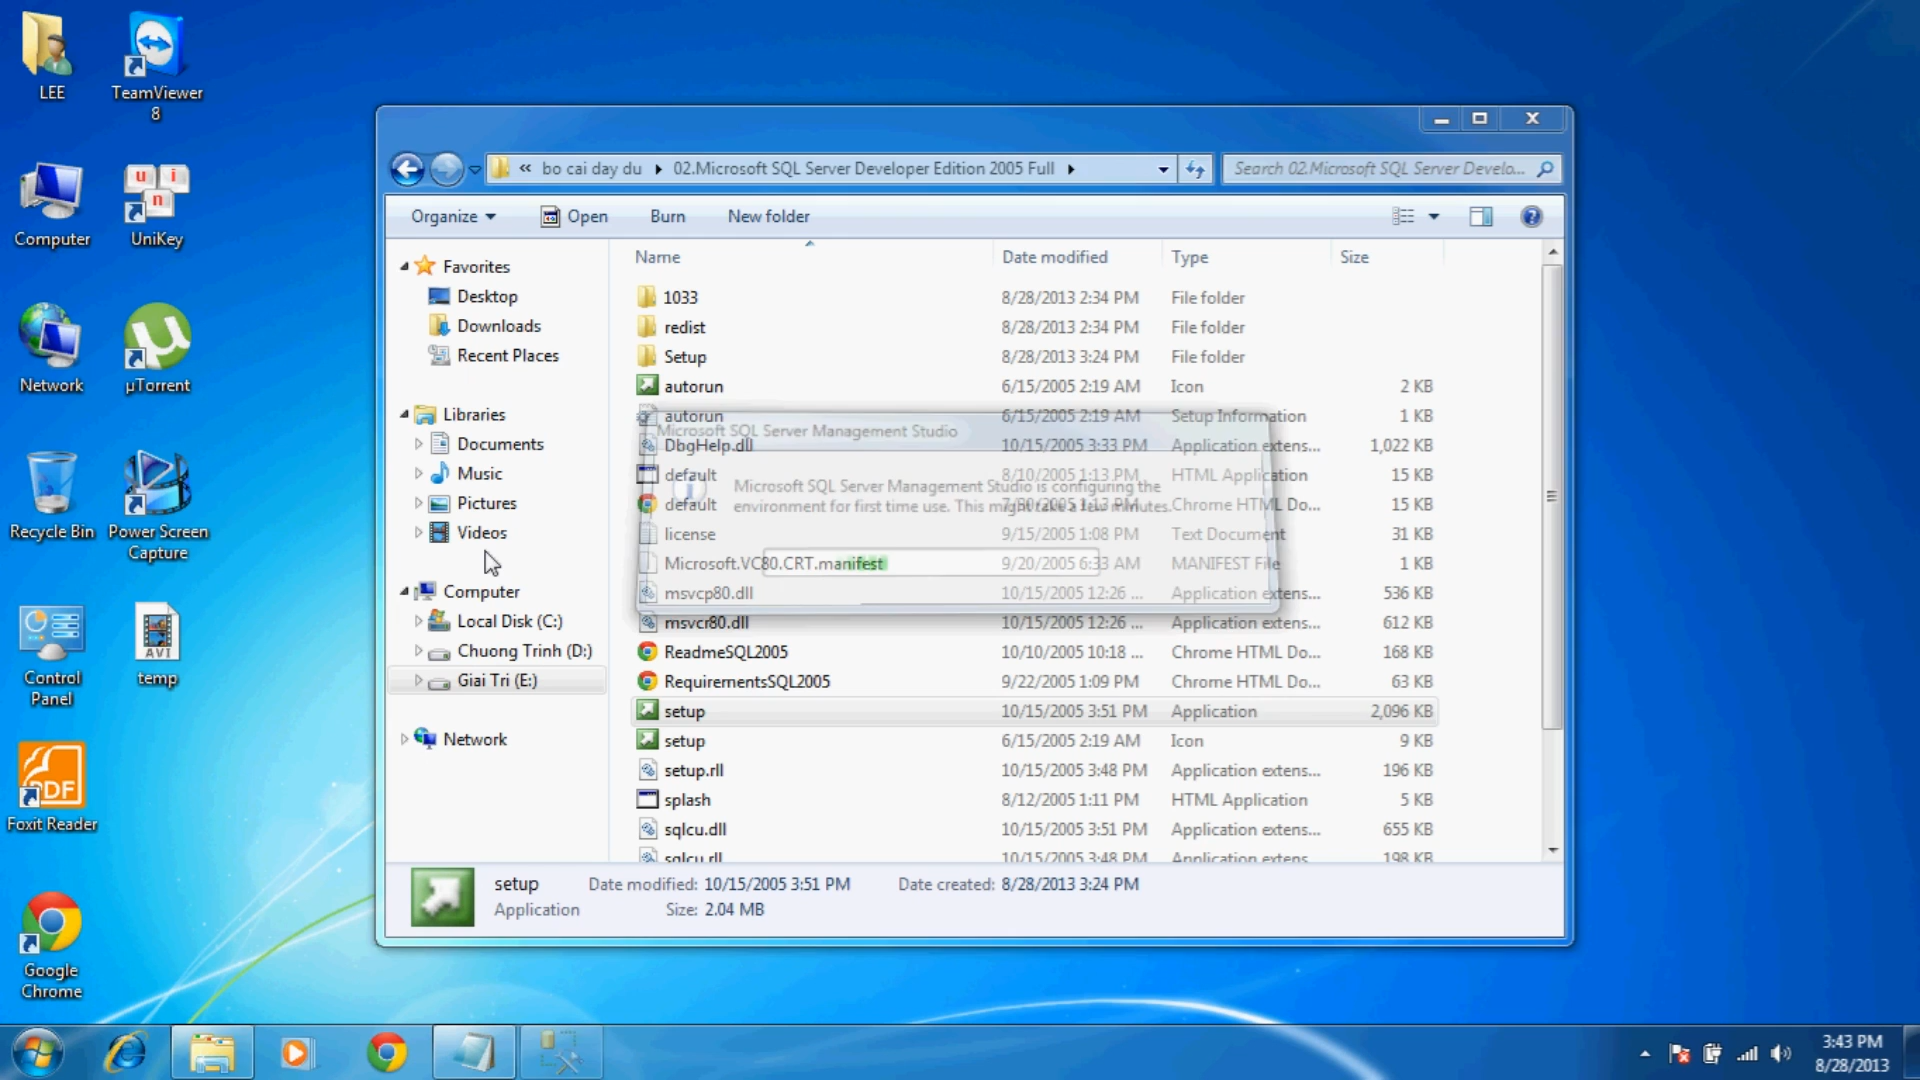 LEE
TeamViewer
8
Computer
UniKey
Network
µTorrent
Recycle Bin
Power Screen
Capture
Control
Panel
temp
AVI
PDF
Foxit Reader
Google
Chrome
« bo cai day du ▸ 02.Microsoft SQL Server Developer Edition 2005 Full ▸
Search 02.Microsoft SQL Server Develo...
Organize
Open
Burn
New folder
Favorites
Desktop
Downloads
Recent Places
Libraries
Documents
Music
Pictures
Videos
Computer
Local Disk (C:)
Chuong Trinh (D:)
Giai Tri (E:)
Network
Name Date modified Type Size
1033 8/28/2013 2:34 PM File folder
redist 8/28/2013 2:34 PM File folder
Setup 8/28/2013 3:24 PM File folder
autorun 6/15/2005 2:19 AM Icon 2 KB
autorun 6/15/2005 2:19 AM Setup Information 1 KB
Microsoft SQL Server Management Studio
DbgHelp.dll 10/15/2005 3:33 PM Application extens... 1,022 KB
default 8/10/2005 1:13 PM HTML Application 15 KB
Microsoft SQL Server Management Studio is configuring the
environment for first time use. This might take a few minutes.
default 7/30/2005 1:13 PM Chrome HTML Do... 15 KB
license 9/15/2005 1:08 PM Text Document 31 KB
Microsoft.VC80.CRT.manifest 9/20/2005 6:33 AM MANIFEST File 1 KB
msvcp80.dll 10/15/2005 12:26 ... Application extens... 536 KB
msvcr80.dll 10/15/2005 12:26 ... Application extens... 612 KB
ReadmeSQL2005 10/10/2005 10:18 ... Chrome HTML Do... 168 KB
RequirementsSQL2005 9/22/2005 1:09 PM Chrome HTML Do... 63 KB
setup 10/15/2005 3:51 PM Application 2,096 KB
setup 6/15/2005 2:19 AM Icon 9 KB
setup.rll 10/15/2005 3:48 PM Application extens... 196 KB
splash 8/12/2005 1:11 PM HTML Application 5 KB
sqlcu.dll 10/15/2005 3:51 PM Application extens... 655 KB
sqlcu.rll 10/15/2005 3:48 PM Application extens... 198 KB
setup Date modified: 10/15/2005 3:51 PM Date created: 8/28/2013 3:24 PM
Application Size: 2.04 MB
3:43 PM
8/28/2013